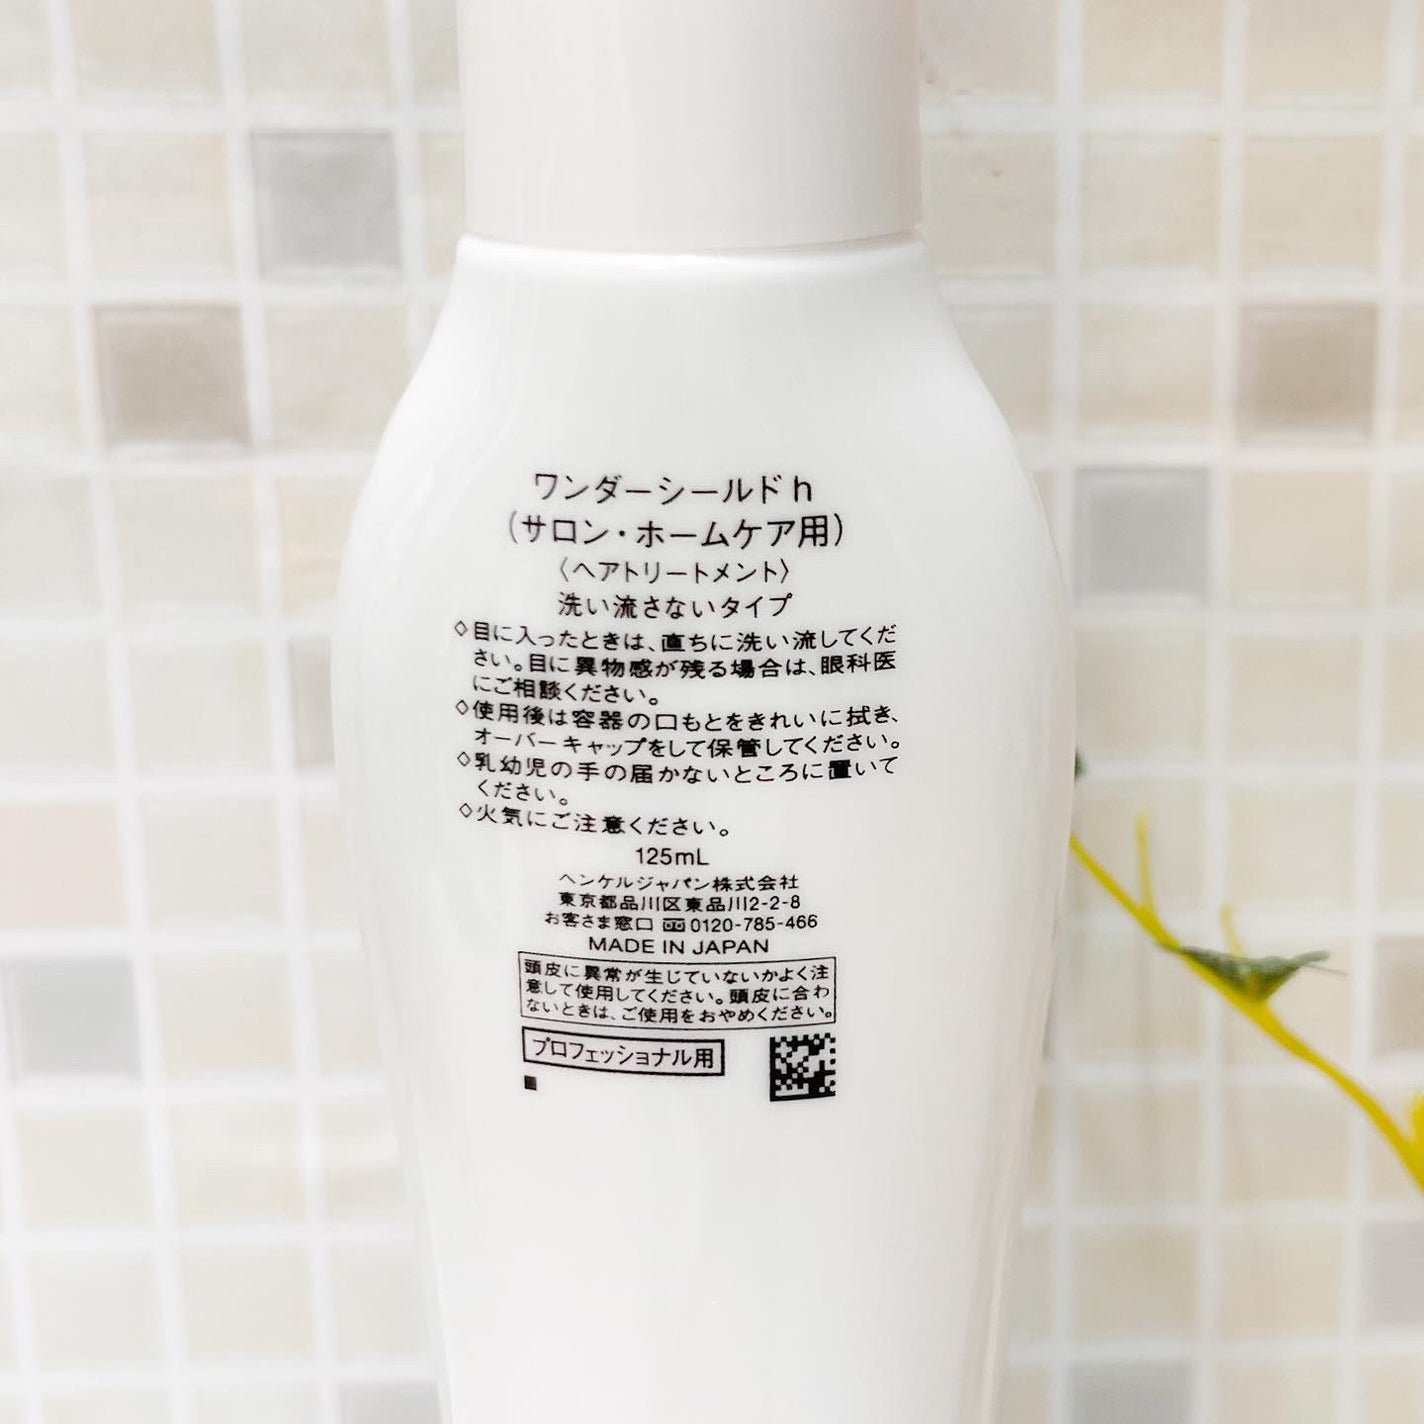 ワンダーシールドh
(サロン・ホームケア用)
〈ヘアトリートメント〉
洗い流さないタイプ
◇目に入ったときは、直ちに洗い流してくだ
さい。目に異物感が残る場合は、眼科医
にご相談ください。
◇使用後は容器の口もとをきれいに拭き、
オーバーキャップをして保管してください。
◇乳幼児の手の届かないところに置いて
ください。
◇火気にご注意ください。
125mL
ヘンケルジャパン株式会社
東京都品川区東品川2-2-8
お客さま窓口 0120-785-466
MADE IN JAPAN
頭皮に異常が生じていないかよく注
意して使用してください。頭皮に合わ
ないときは、ご使用をおやめください。
プロフェッショナル用